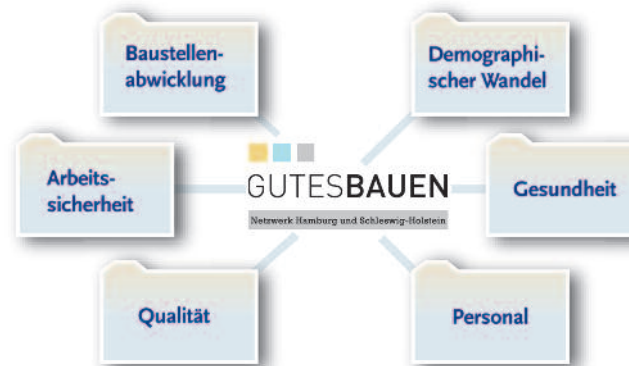 Baustellen-
abwicklung
Demographi-
scher Wandel
Arbeits-
sicherheit
GUTESBAUEN
Netzwerk Hamburg und Schleswig-Holstein
Gesundheit
Qualität
Personal